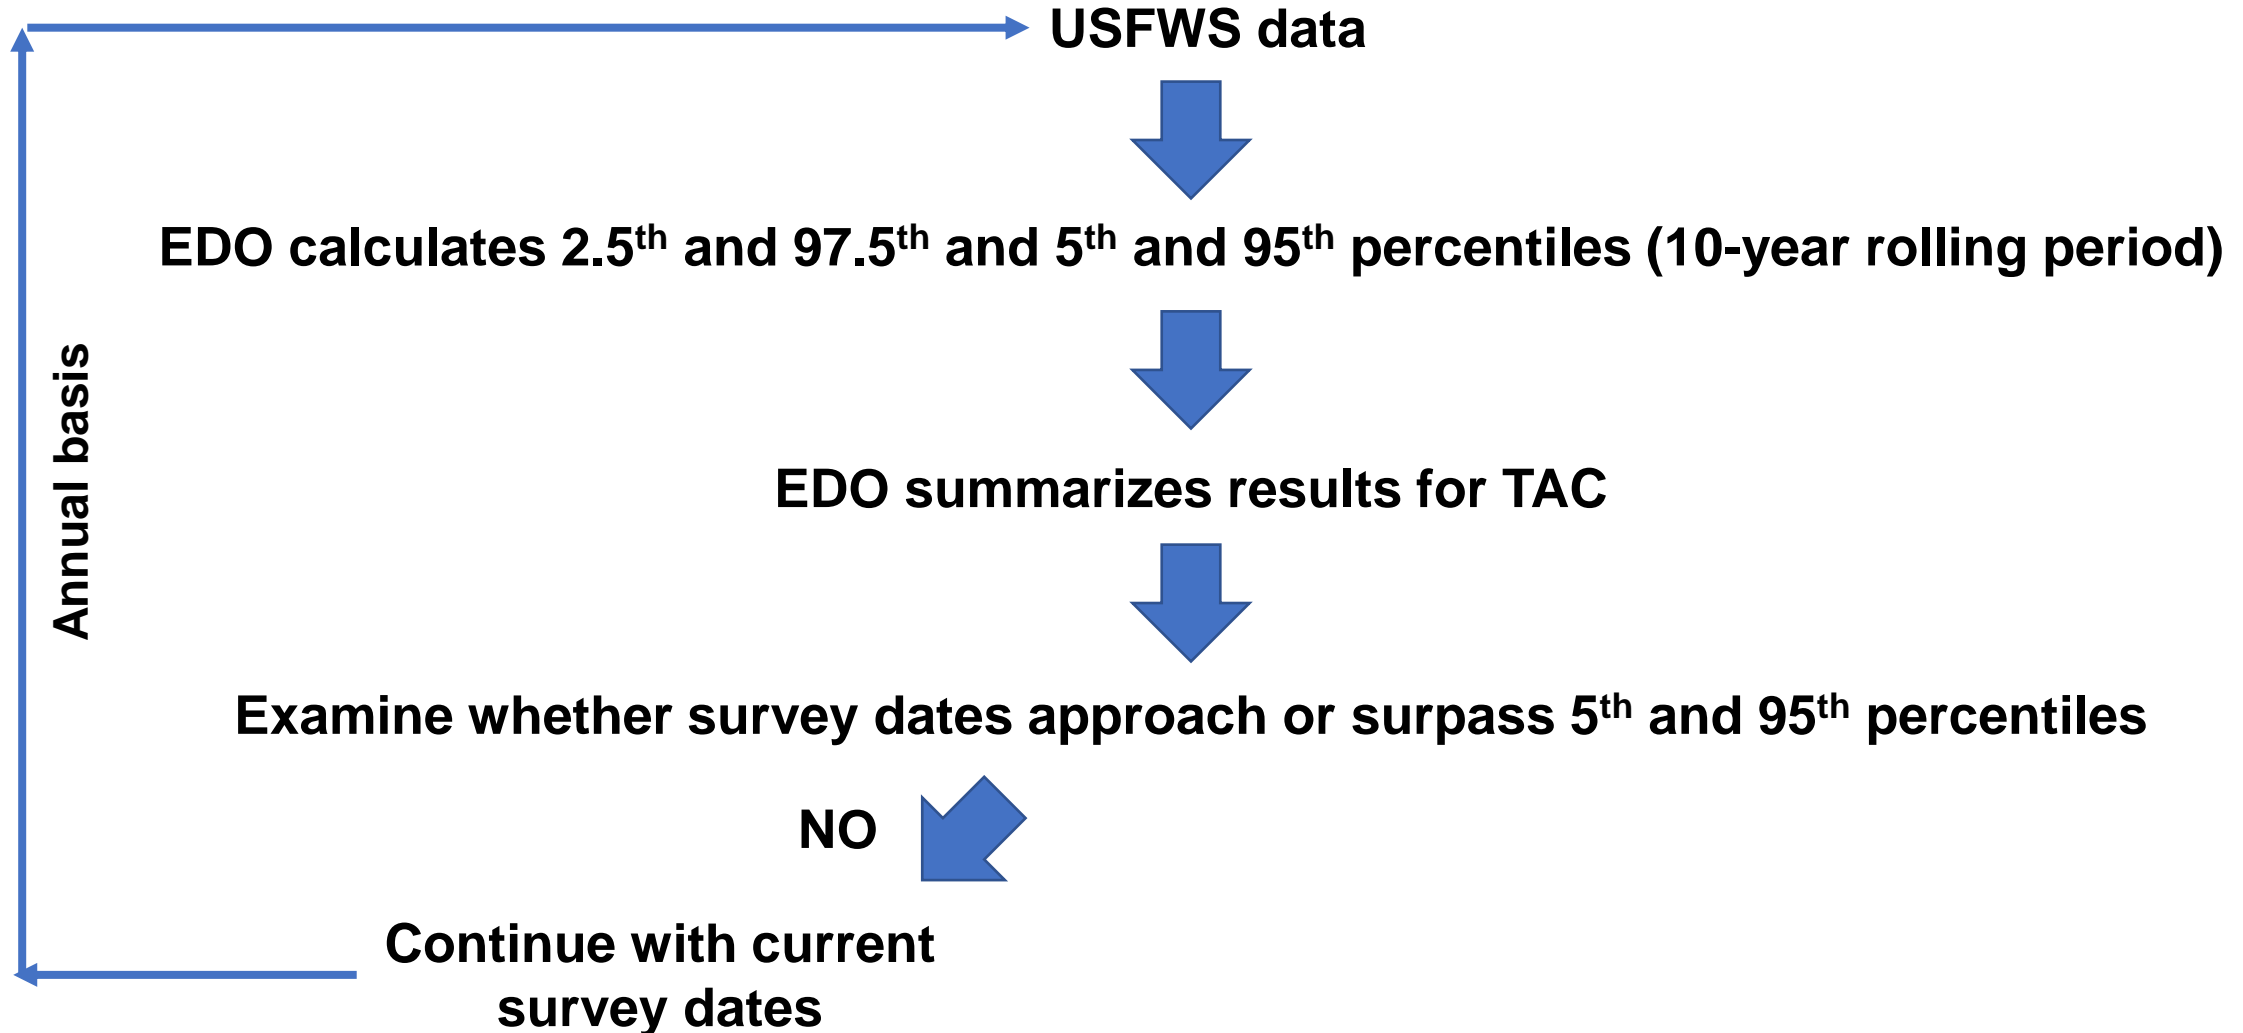 USFWS data
EDO calculates 2.5th and 97.5th and 5th and 95th percentiles (10-year rolling period)
Annual basis
EDO summarizes results for TAC
Examine whether survey dates approach or surpass 5th and 95th percentiles
NO
Continue with current
survey dates